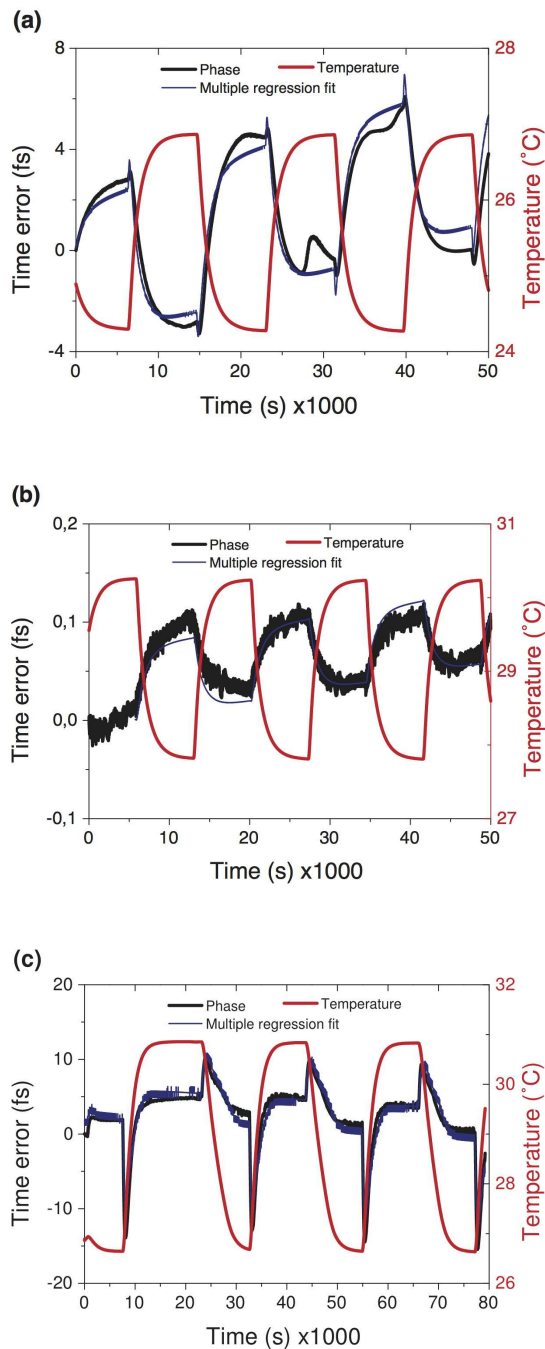 (a)
8
4
0
-4
Time error (fs)
Phase
Temperature
Multiple regression fit
28
26
24
Temperature (˚C)
0 10 20 30 40 50
Time (s) x1000
(b)
0,2
0,1
0,0
-0,1
Time error (fs)
Phase
Temperature
Multiple regression fit
31
29
27
Temperature (˚C)
0 10 20 30 40 50
Time (s) x1000
(c)
20
10
0
-10
-20
Time error (fs)
Phase
Temperature
Multiple regression fit
32
30
28
26
Temperature (˚C)
0 10 20 30 40 50 60 70 80
Time (s) x1000